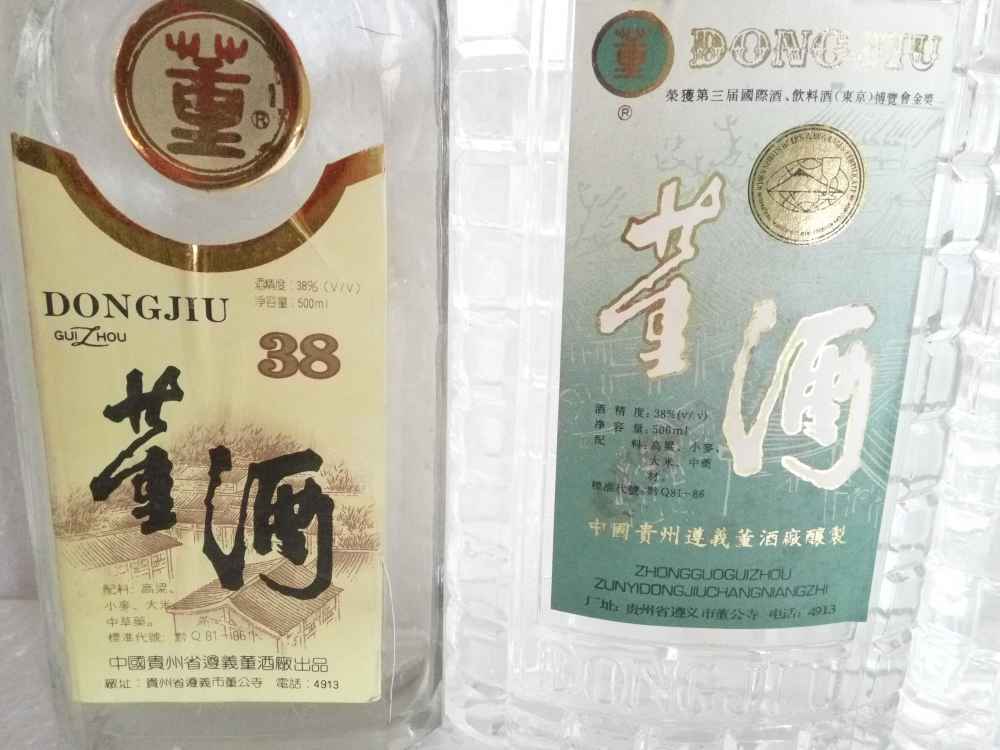 董
®
酒精度：38%（V/V）
净容量：500ml
DONGJIU
GUIZHOU
38
董酒
配料：高粱、
小麥、大米
中草藥。
標准代號：黔Q81-86
中國貴州省遵義董酒廠出品
廠址：貴州省遵義市董公寺 電話：4913
董
®
DONGJIU
榮獲第三届國際酒、飲料酒（東京）博覽會金獎
董酒
酒精度：38%(v/v)
净容量：500ml
配料：高粱、小麥、
大米、中藥
材。
標准代號：黔Q81-86
中國貴州遵義董酒廠釀製
ZHONGGUOGUIZHOU
ZUNYIDONGJIUCHANGNIANGZHI
厂址：贵州省遵义市董公寺 电话：4913
DONG JIU